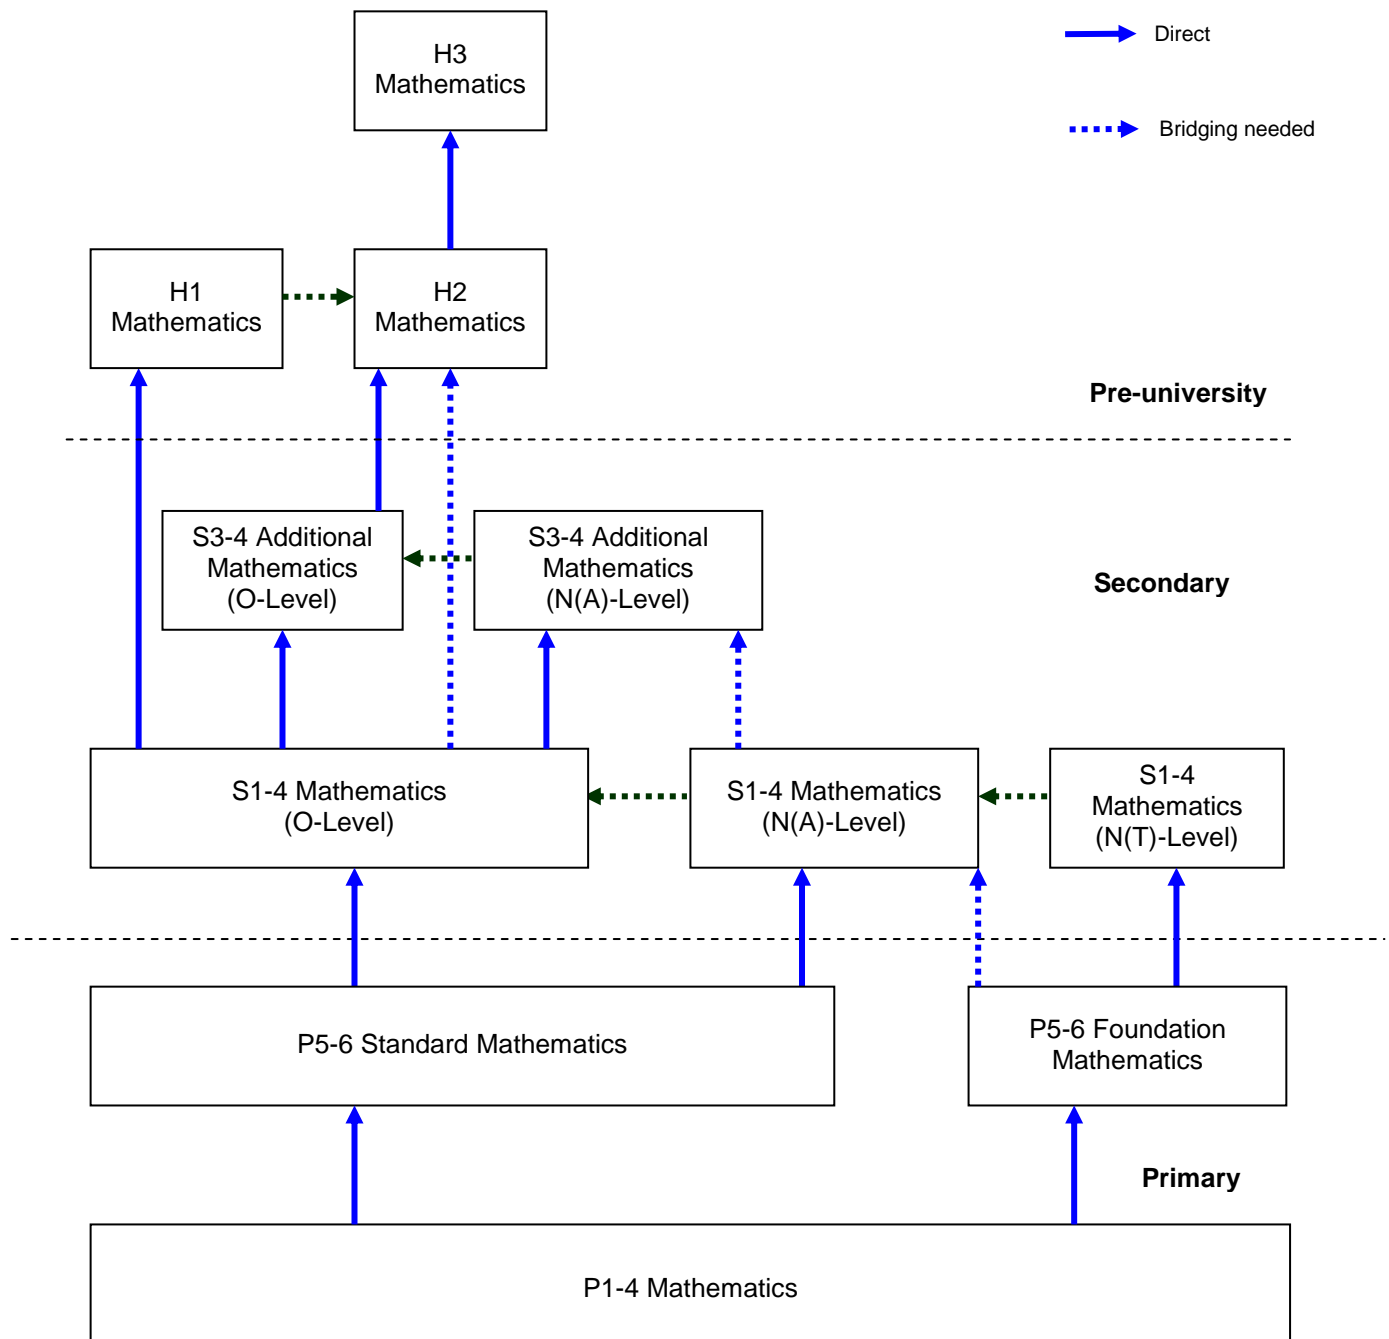 H3
Mathematics
Direct
Bridging needed
H1
Mathematics
H2
Mathematics
Pre-university
S3-4 Additional
Mathematics
(O-Level)
S3-4 Additional
Mathematics
(N(A)-Level)
Secondary
S1-4 Mathematics
(O-Level)
S1-4 Mathematics
(N(A)-Level)
S1-4
Mathematics
(N(T)-Level)
P5-6 Standard Mathematics
P5-6 Foundation
Mathematics
Primary
P1-4 Mathematics